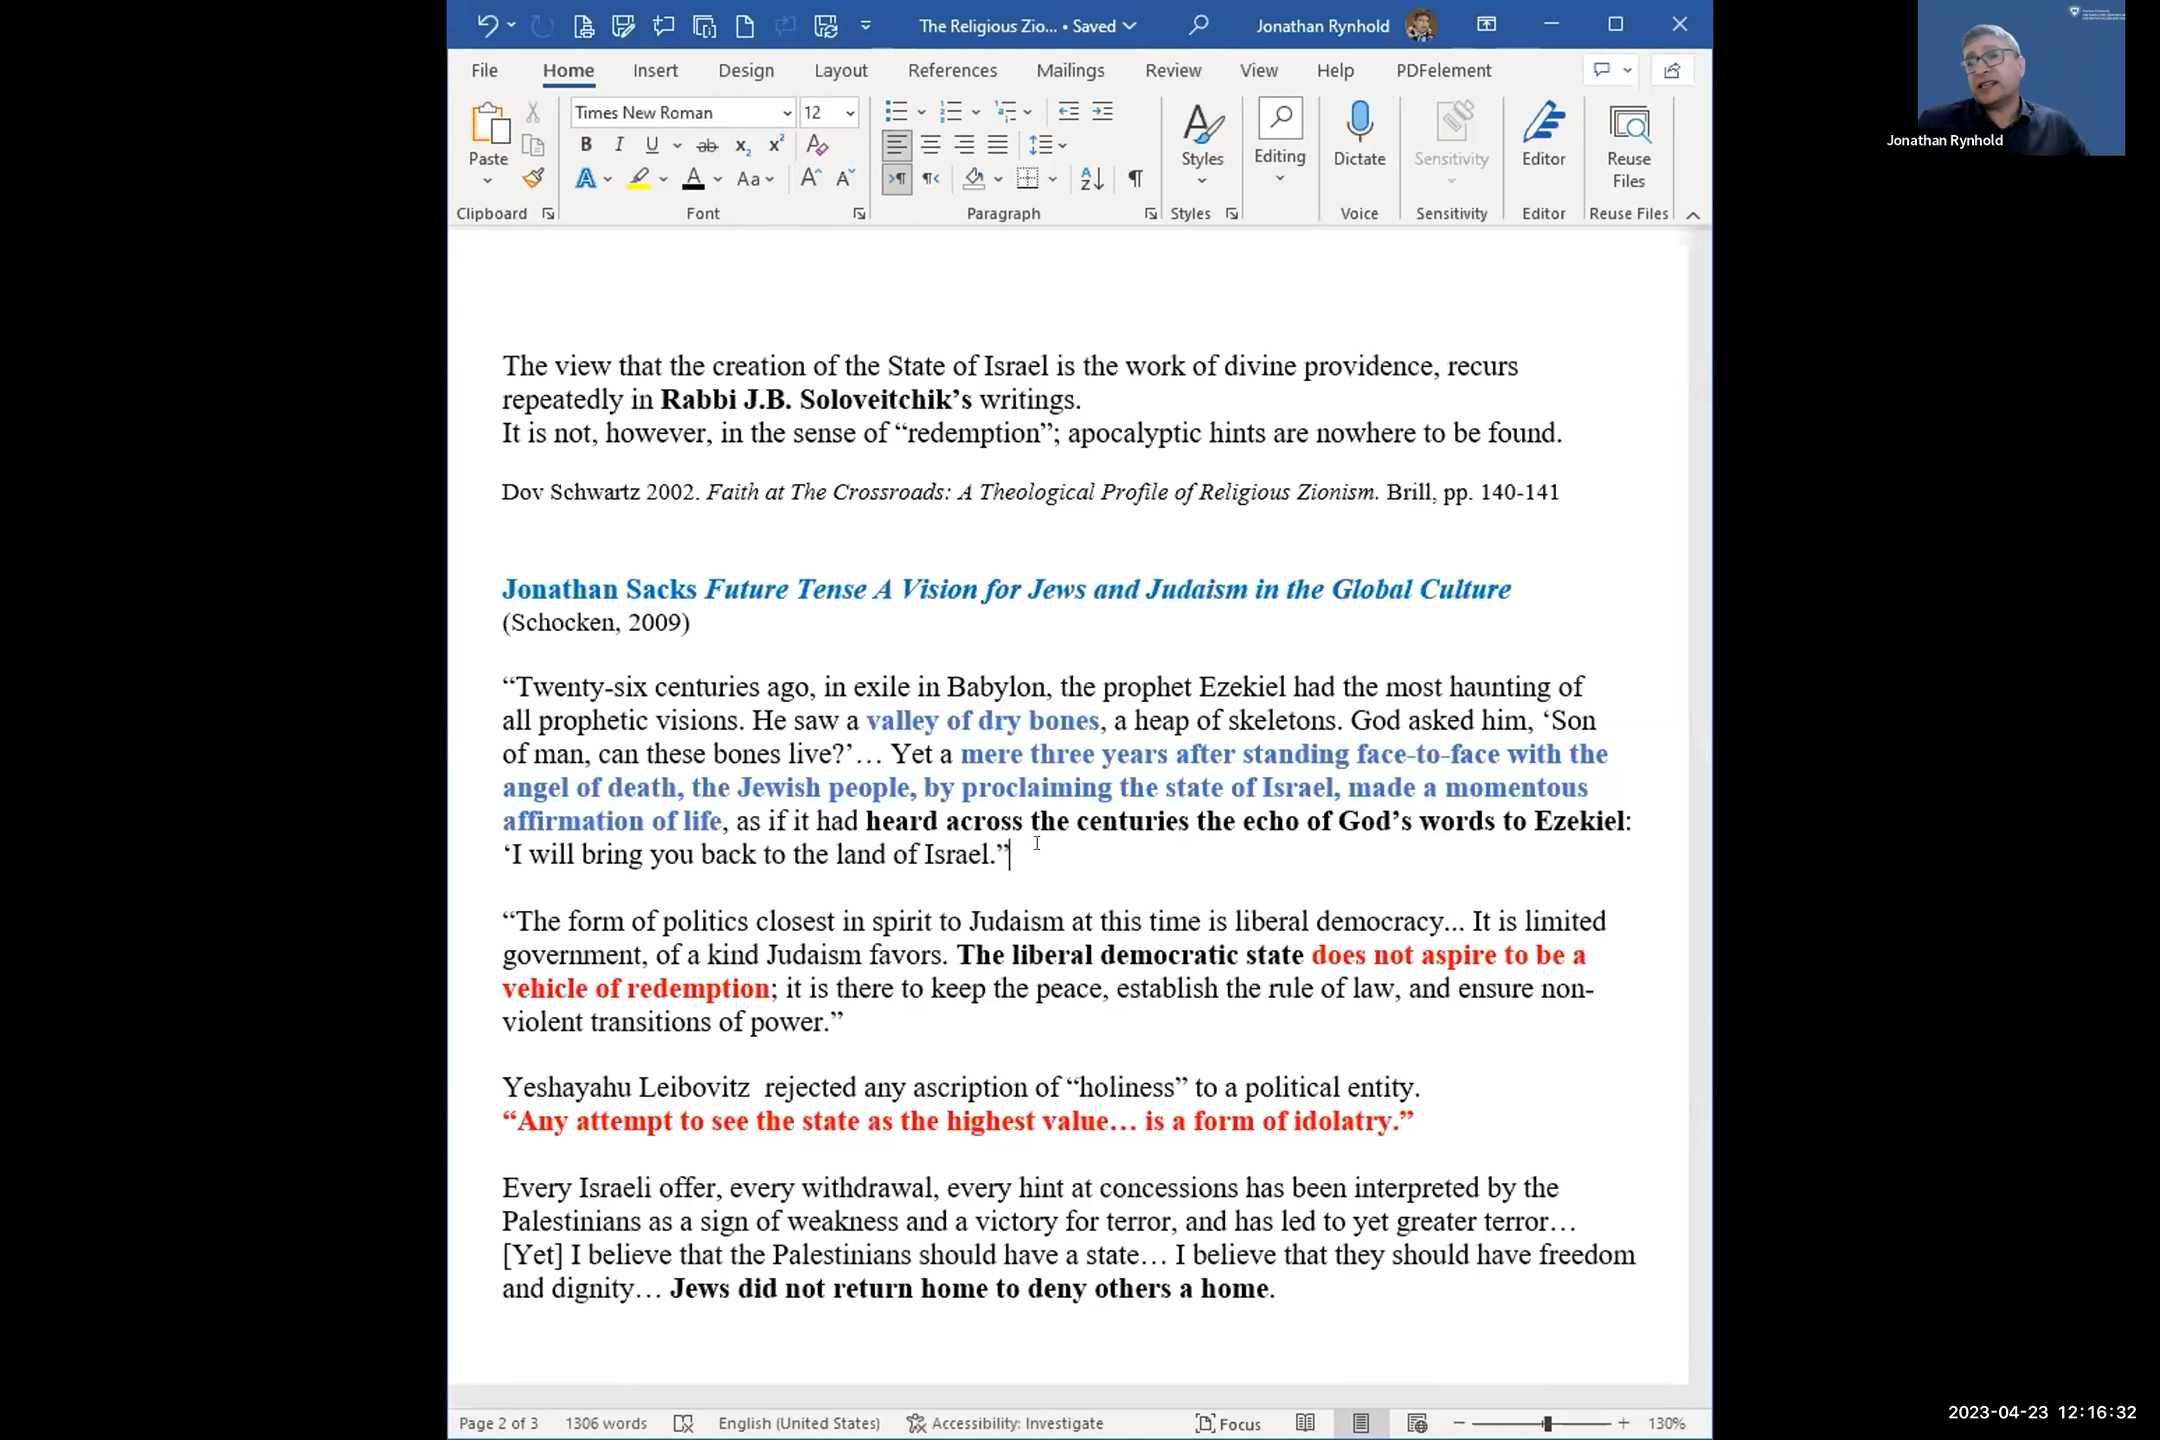 The Religious Zio... • Saved
Jonathan Rynhold
File Home Insert Design Layout References Mailings Review View Help PDFelement
Times New Roman 12
Paste
B I U ab x₂ x²
A A Aa A A
Styles
Editing
Dictate
Sensitivity
Editor
Reuse
Files
Clipboard Font Paragraph Styles Voice Sensitivity Editor Reuse Files
Jonathan Rynhold
The view that the creation of the State of Israel is the work of divine providence, recurs
repeatedly in Rabbi J.B. Soloveitchik’s writings.
It is not, however, in the sense of “redemption”; apocalyptic hints are nowhere to be found.
Dov Schwartz 2002. Faith at The Crossroads: A Theological Profile of Religious Zionism. Brill, pp. 140-141
Jonathan Sacks Future Tense A Vision for Jews and Judaism in the Global Culture
(Schocken, 2009)
“Twenty-six centuries ago, in exile in Babylon, the prophet Ezekiel had the most haunting of
all prophetic visions. He saw a valley of dry bones, a heap of skeletons. God asked him, ‘Son
of man, can these bones live?’… Yet a mere three years after standing face-to-face with the
angel of death, the Jewish people, by proclaiming the state of Israel, made a momentous
affirmation of life, as if it had heard across the centuries the echo of God’s words to Ezekiel:
‘I will bring you back to the land of Israel.”
“The form of politics closest in spirit to Judaism at this time is liberal democracy... It is limited
government, of a kind Judaism favors. The liberal democratic state does not aspire to be a
vehicle of redemption; it is there to keep the peace, establish the rule of law, and ensure non-
violent transitions of power.”
Yeshayahu Leibovitz  rejected any ascription of “holiness” to a political entity.
“Any attempt to see the state as the highest value… is a form of idolatry.”
Every Israeli offer, every withdrawal, every hint at concessions has been interpreted by the
Palestinians as a sign of weakness and a victory for terror, and has led to yet greater terror…
[Yet] I believe that the Palestinians should have a state… I believe that they should have freedom
and dignity… Jews did not return home to deny others a home.
Page 2 of 3 1306 words English (United States) Accessibility: Investigate Focus 130%
2023-04-23 12:16:32